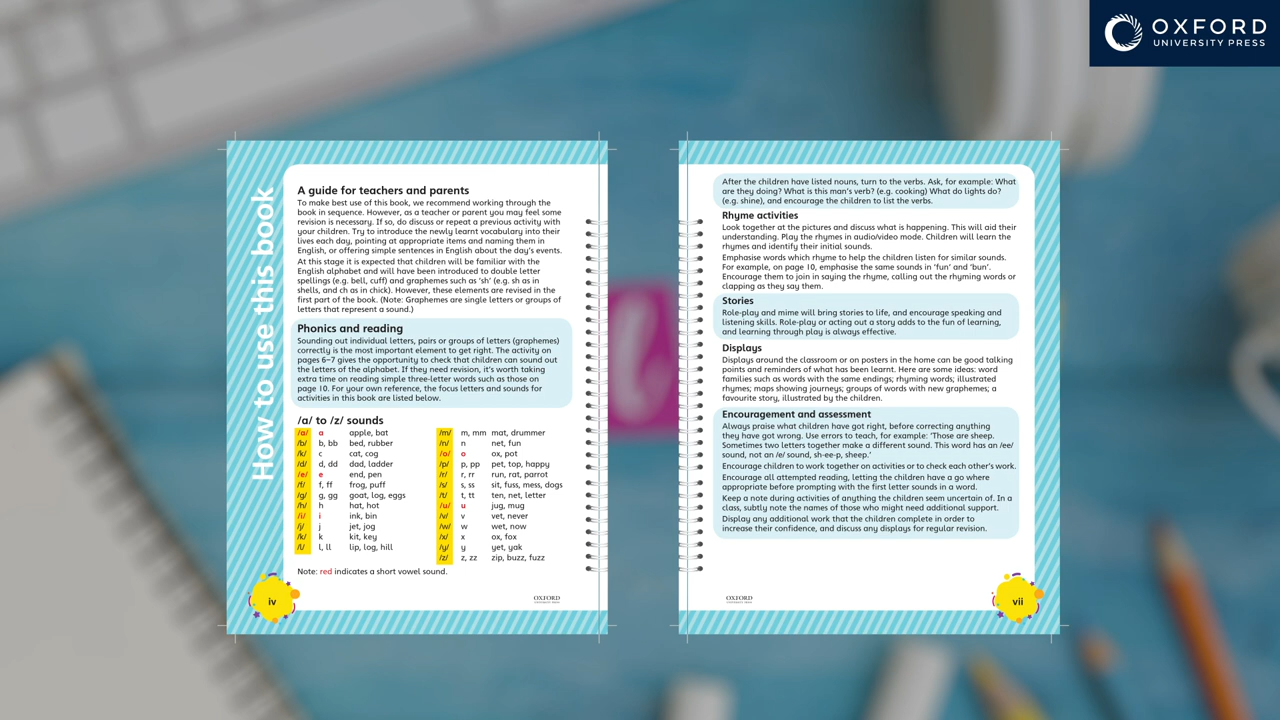 OXFORD
UNIVERSITY PRESS
How to use this book
A guide for teachers and parents
To make best use of this book, we recommend working through the
book in sequence. However, as a teacher or parent you may feel some
revision is necessary. If so, do discuss or repeat a previous activity with
your children. Try to introduce the newly learnt vocabulary into their
lives each day, pointing at appropriate items and naming them in
English, or offering simple sentences in English about the day's events.
At this stage it is expected that children will be familiar with the
English alphabet and will have been introduced to double letter
spellings (e.g. bell, cuff) and graphemes such as 'sh' (e.g. sh as in
shells, and ch as in chick). However, these elements are revised in the
first part of the book. (Note: Graphemes are single letters or groups of
letters that represent a sound.)
Phonics and reading
Sounding out individual letters, pairs or groups of letters (graphemes)
correctly is the most important element to get right. The activity on
pages 6–7 gives the opportunity to check that children can sound out
the letters of the alphabet. If they need revision, it's worth taking
extra time on reading simple three-letter words such as those on
page 10. For your own reference, the focus letters and sounds for
activities in this book are listed below.
/a/ to /z/ sounds
/a/ a apple, bat
/b/ b, bb bed, rubber
/k/ c cat, cog
/d/ d, dd dad, ladder
/e/ e end, pen
/f/ f, ff frog, puff
/g/ g, gg goat, log, eggs
/h/ h hat, hot
/i/ i ink, bin
/j/ j jet, jog
/k/ k kit, key
/l/ l, ll lip, log, hill
/m/ m, mm mat, drummer
/n/ n net, fun
/o/ o ox, pot
/p/ p, pp pet, top, happy
/r/ r, rr run, rat, parrot
/s/ s, ss sit, fuss, mess, dogs
/t/ t, tt ten, net, letter
/u/ u jug, mug
/v/ v vet, never
/w/ w wet, now
/x/ x ox, fox
/y/ y yet, yak
/z/ z, zz zip, buzz, fuzz
Note: red indicates a short vowel sound.
iv
OXFORD
UNIVERSITY PRESS
After the children have listed nouns, turn to the verbs. Ask, for example: What
are they doing? What is this man's verb? (e.g. cooking) What do lights do?
(e.g. shine), and encourage the children to list the verbs.
Rhyme activities
Look together at the pictures and discuss what is happening. This will aid their
understanding. Play the rhymes in audio/video mode. Children will learn the
rhymes and identify their initial sounds.
Emphasise words which rhyme to help the children listen for similar sounds.
For example, on page 10, emphasise the same sounds in 'fun' and 'bun'.
Encourage them to join in saying the rhyme, calling out the rhyming words or
clapping as they say them.
Stories
Role-play and mime will bring stories to life, and encourage speaking and
listening skills. Role-play or acting out a story adds to the fun of learning,
and learning through play is always effective.
Displays
Displays around the classroom or on posters in the home can be good talking
points and reminders of what has been learnt. Here are some ideas: word
families such as words with the same endings; rhyming words; illustrated
rhymes; maps showing journeys; groups of words with new graphemes; a
favourite story, illustrated by the children.
Encouragement and assessment
Always praise what children have got right, before correcting anything
they have got wrong. Use errors to teach, for example: 'Those are sheep.
Sometimes two letters together make a different sound. This word has an /ee/
sound, not an /e/ sound, sh-ee-p, sheep.'
Encourage children to work together on activities or to check each other's work.
Encourage all attempted reading, letting the children have a go where
appropriate before prompting with the first letter sounds in a word.
Keep a note during activities of anything the children seem uncertain of. In a
class, subtly note the names of those who might need additional support.
Display any additional work that the children complete in order to
increase their confidence, and discuss any displays for regular revision.
OXFORD
UNIVERSITY PRESS
vii